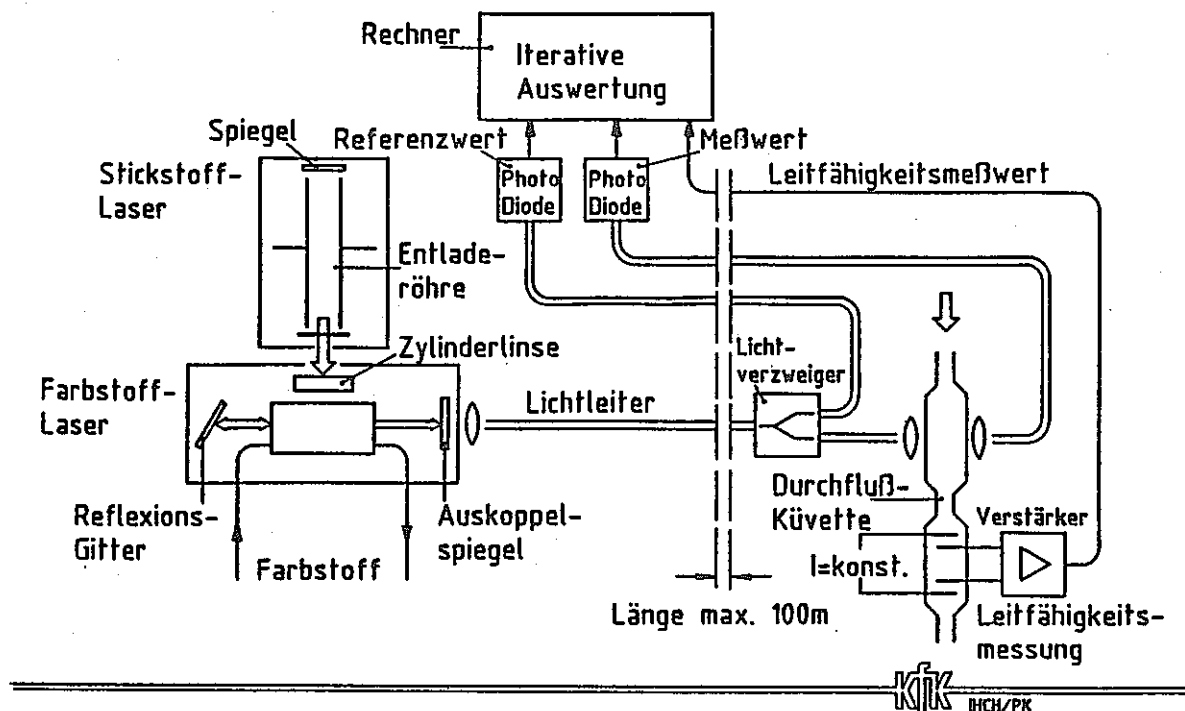 Rechner
Iterative
Auswertung
Spiegel
Referenzwert
Meßwert
Stickstoff-
Laser
Photo
Diode
Photo
Diode
Leitfähigkeitsmeßwert
Entlade-
röhre
Zylinderlinse
Licht-
verzweiger
Farbstoff-
Laser
Lichtleiter
Reflexions-
Gitter
Auskoppel-
spiegel
Farbstoff
Durchfluß-
Küvette
Verstärker
I=konst.
Länge max. 100m
Leitfähigkeits-
messung
KfK
IHCH/PK